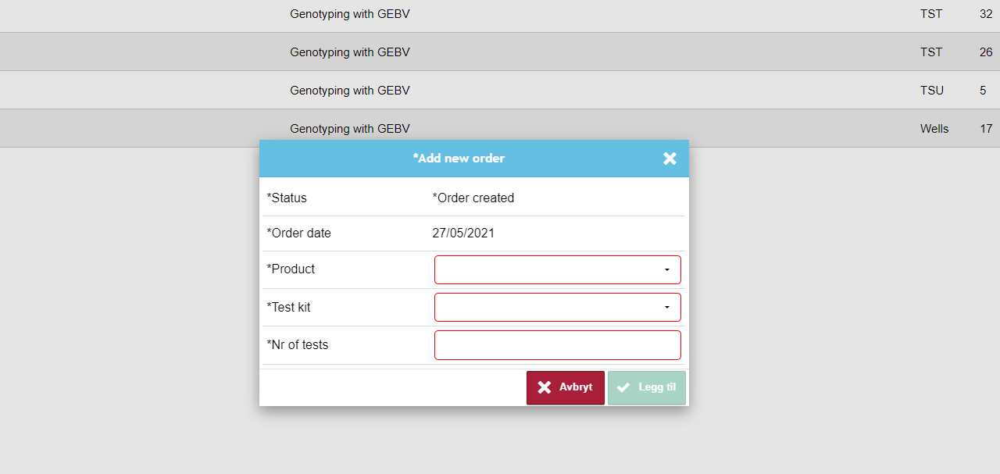 Genotyping with GEBV TST 32
Genotyping with GEBV TST 26
Genotyping with GEBV TSU 5
Genotyping with GEBV Wells 17
*Add new order
*Status *Order created
*Order date 27/05/2021
*Product
*Test kit
*Nr of tests
Avbryt Legg til